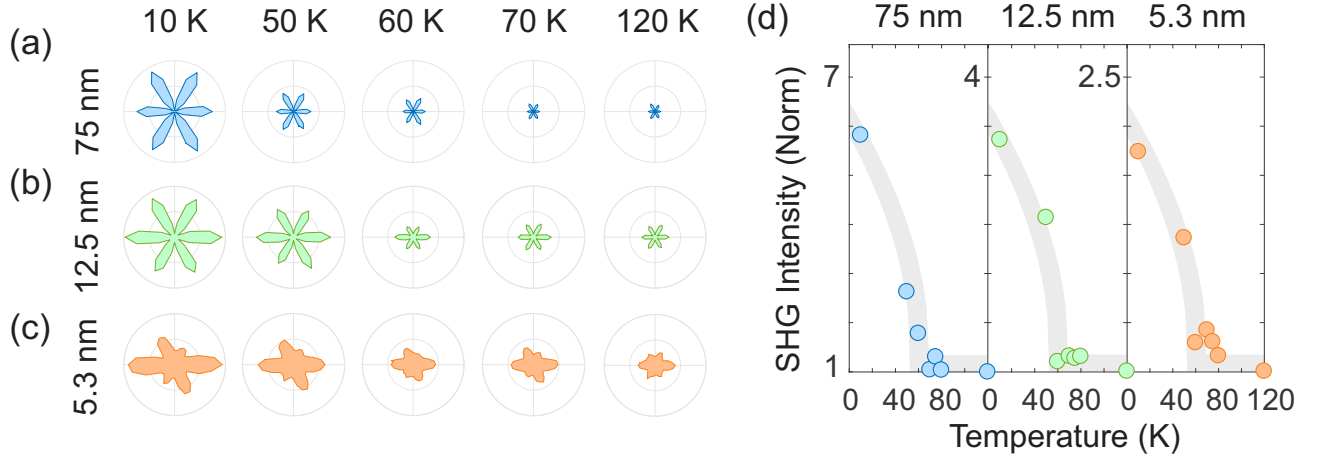 10 K 50 K 60 K 70 K 120 K
(a) 75 nm
(b) 12.5 nm
(c) 5.3 nm
(d) 75 nm 12.5 nm 5.3 nm
SHG Intensity (Norm)
7 4 2.5
1
0 40 80 0 40 80 0 40 80 120
Temperature (K)